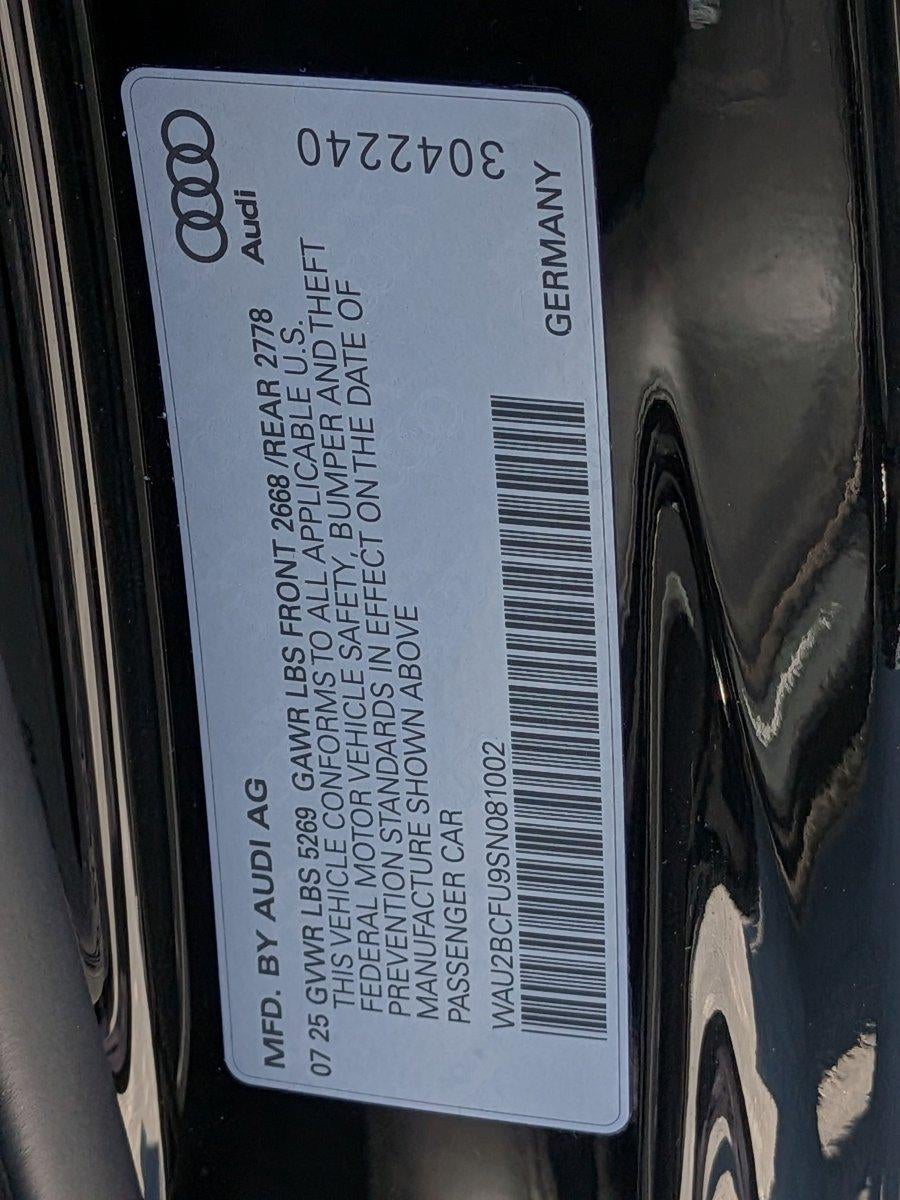 MFD. BY AUDI AG
Audi
07 25 GVWR LBS 5269 GAWR LBS FRONT 2668 /REAR 2778
THIS VEHICLE CONFORMS TO ALL APPLICABLE U.S.
FEDERAL MOTOR VEHICLE SAFETY, BUMPER AND THEFT
PREVENTION STANDARDS IN EFFECT ON THE DATE OF
MANUFACTURE SHOWN ABOVE
PASSENGER CAR
WAU2BCFU9SN081002
GERMANY
3042240